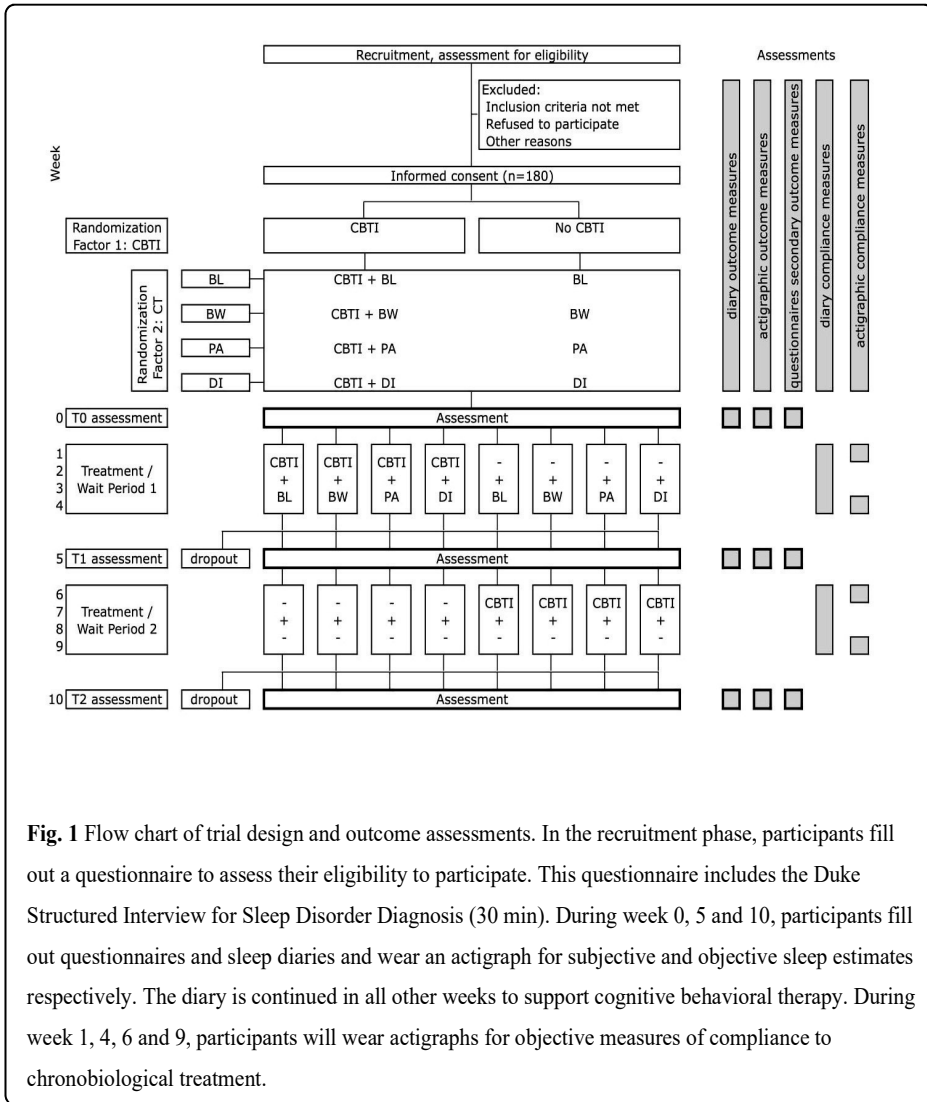 Recruitment, assessment for eligibility
Assessments
Excluded:
Inclusion criteria not met
Refused to participate
Other reasons
Week
Informed consent (n=180)
diary outcome measures
actigraphic outcome measures
questionnaires secondary outcome measures
diary compliance measures
actigraphic compliance measures
Randomization
Factor 1: CBTI
CBTI
No CBTI
Randomization
Factor 2: CT
BL
CBTI + BL
BL
BW
CBTI + BW
BW
PA
CBTI + PA
PA
DI
CBTI + DI
DI
0
T0 assessment
Assessment
1
2
3
4
Treatment /
Wait Period 1
CBTI
+
BL
CBTI
+
BW
CBTI
+
PA
CBTI
+
DI
-
+
BL
-
+
BW
-
+
PA
-
+
DI
5
T1 assessment
dropout
Assessment
6
7
8
9
Treatment /
Wait Period 2
-
+
-
-
+
-
-
+
-
-
+
-
CBTI
+
-
CBTI
+
-
CBTI
+
-
CBTI
+
-
10
T2 assessment
dropout
Assessment
Fig. 1 Flow chart of trial design and outcome assessments. In the recruitment phase, participants fill
out a questionnaire to assess their eligibility to participate. This questionnaire includes the Duke
Structured Interview for Sleep Disorder Diagnosis (30 min). During week 0, 5 and 10, participants fill
out questionnaires and sleep diaries and wear an actigraph for subjective and objective sleep estimates
respectively. The diary is continued in all other weeks to support cognitive behavioral therapy. During
week 1, 4, 6 and 9, participants will wear actigraphs for objective measures of compliance to
chronobiological treatment.